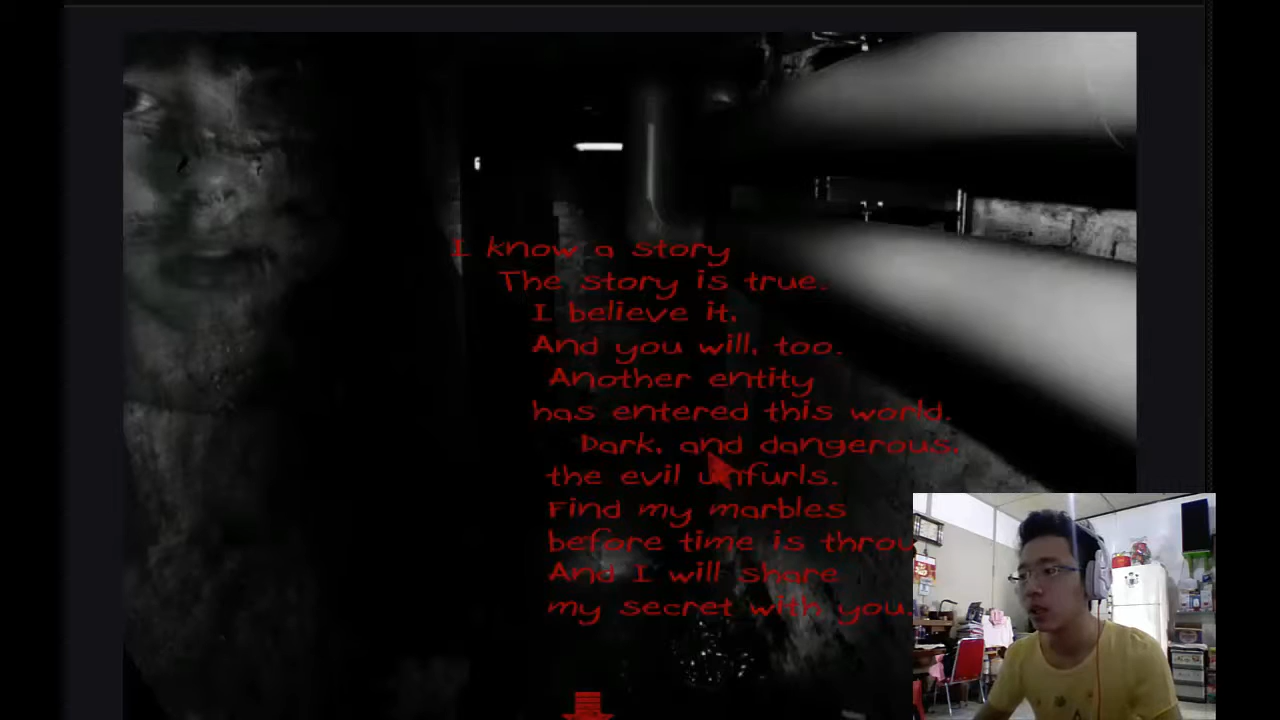 I know a story
The story is true.
I believe it,
And you will, too.
Another entity
has entered this world.
Dark, and dangerous,
the evil unfurls.
Find my marbles
before time is
And I will share
my secret with you.